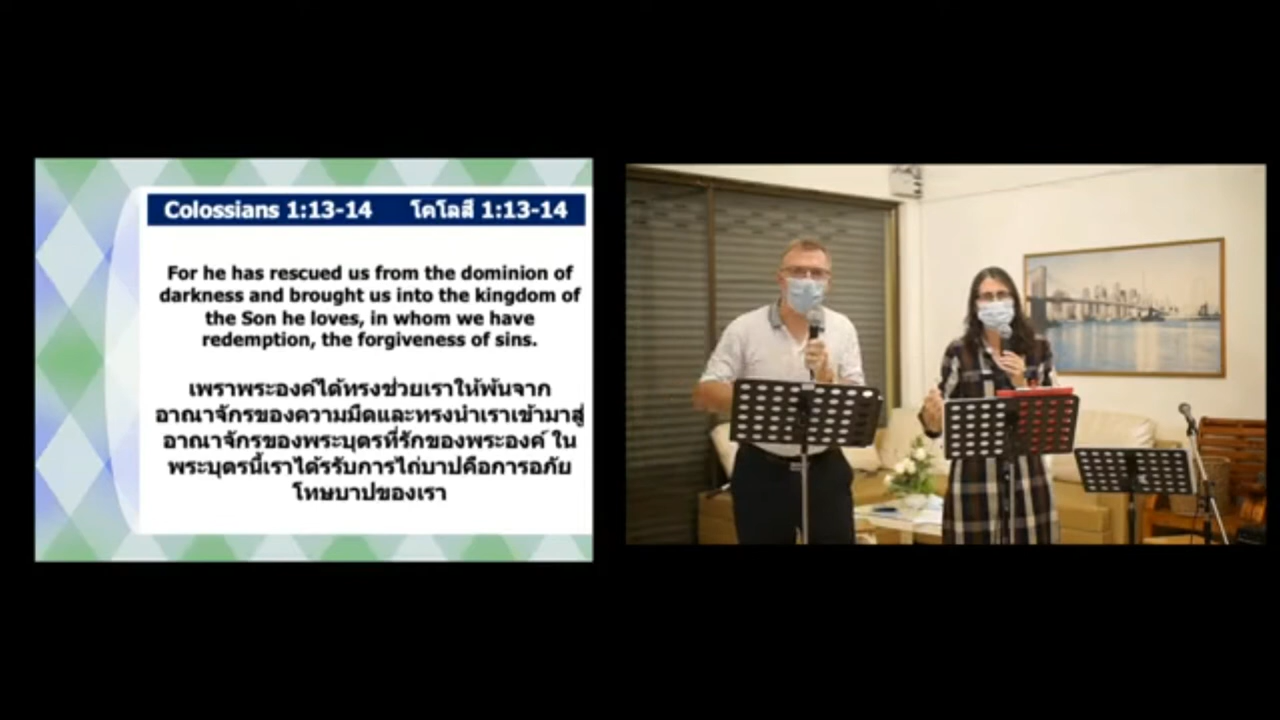 Colossians 1:13-14 โคโลสี 1:13-14
For he has rescued us from the dominion of
darkness and brought us into the kingdom of
the Son he loves, in whom we have
redemption, the forgiveness of sins.
เพราพระองค์ได้ทรงช่วยเราให้พ้นจาก
อาณาจักรของความมืดและทรงนำเราเข้ามาสู่
อาณาจักรของพระบุตรที่รักของพระองค์ ใน
พระบุตรนี้เราได้รรับการไถ่บาปคือการอภัย
โทษบาปของเรา